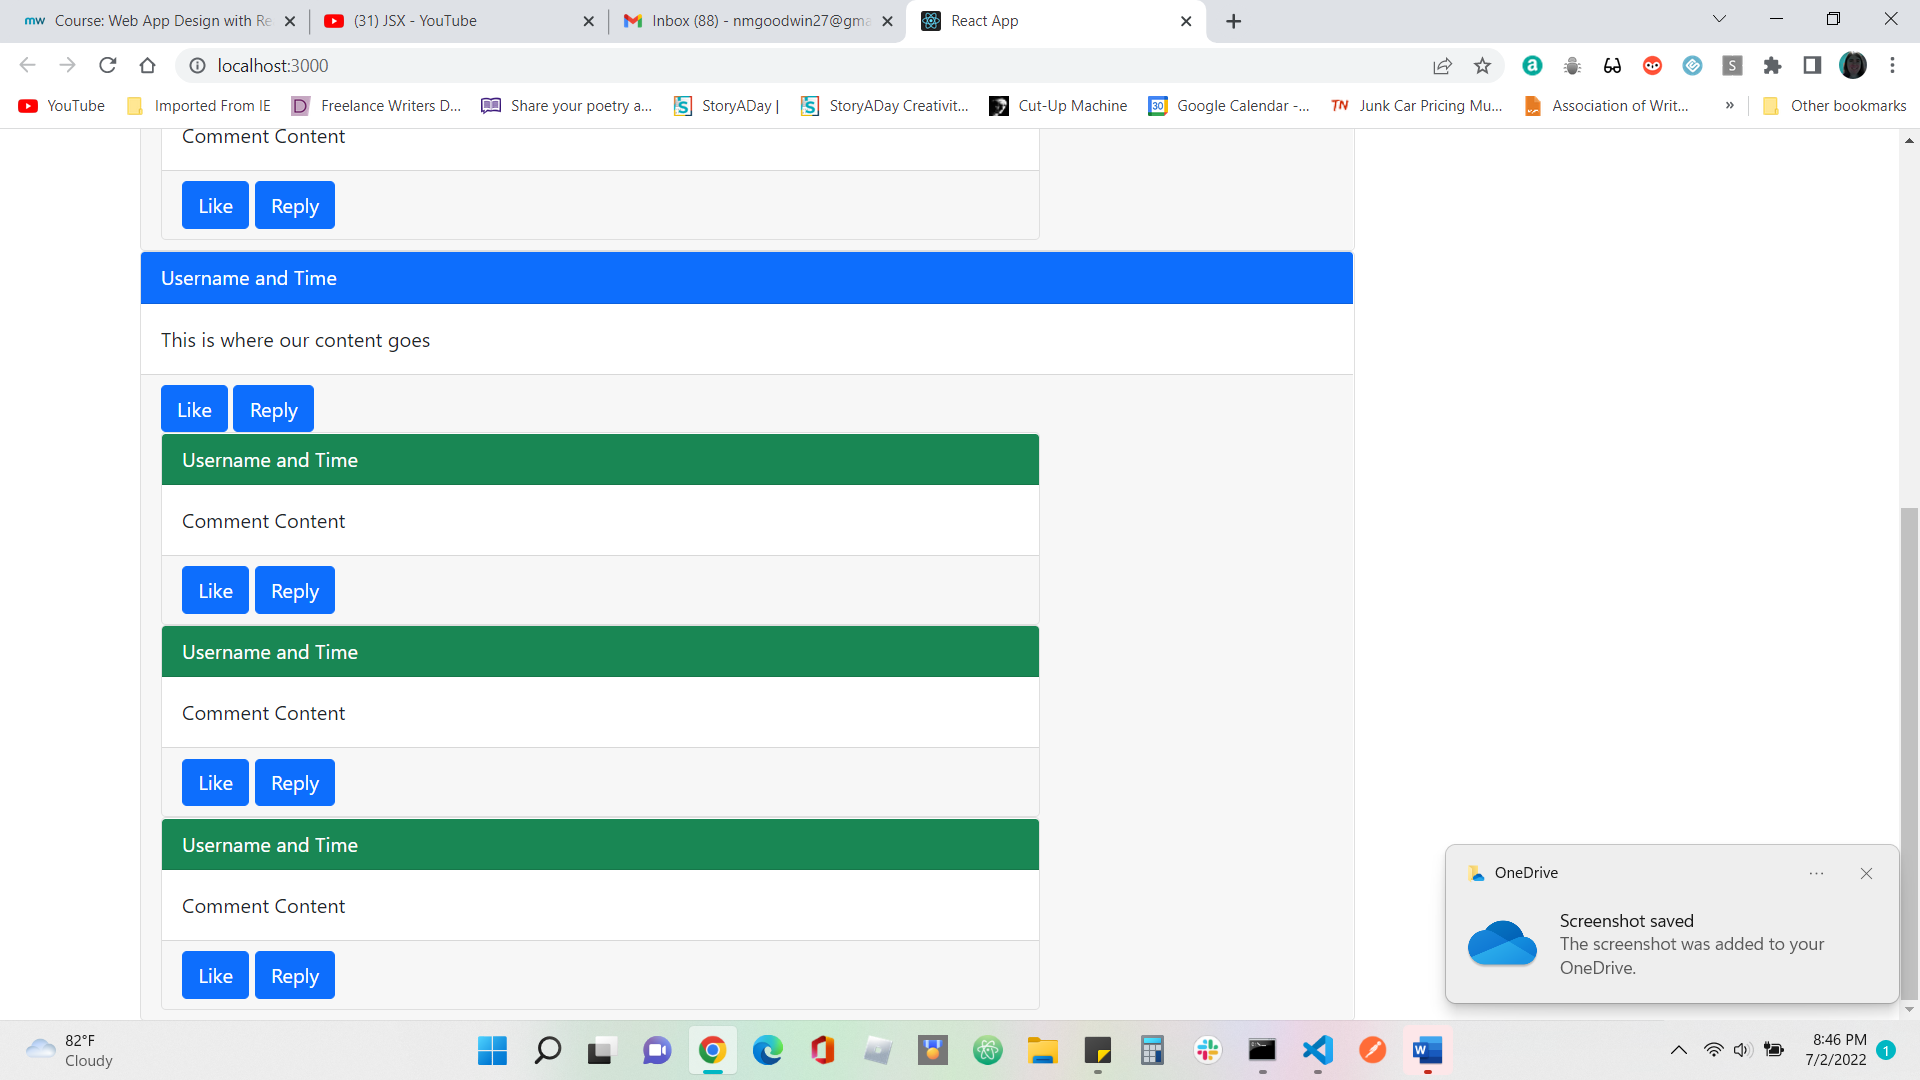 mw Course: Web App Design with Re
(31) JSX - YouTube
Inbox (88) - nmgoodwin27@gma
React App
localhost:3000
YouTube
Imported From IE
D Freelance Writers D...
Share your poetry a...
StoryADay |
StoryADay Creativit...
Cut-Up Machine
30 Google Calendar -...
TN Junk Car Pricing Mu...
Association of Writ...
»
Other bookmarks
Comment Content
Like Reply
Username and Time
This is where our content goes
Like Reply
Username and Time
Comment Content
Like Reply
Username and Time
Comment Content
Like Reply
Username and Time
Comment Content
Like Reply
OneDrive
Screenshot saved
The screenshot was added to your
OneDrive.
82°F
Cloudy
8:46 PM
7/2/2022
1